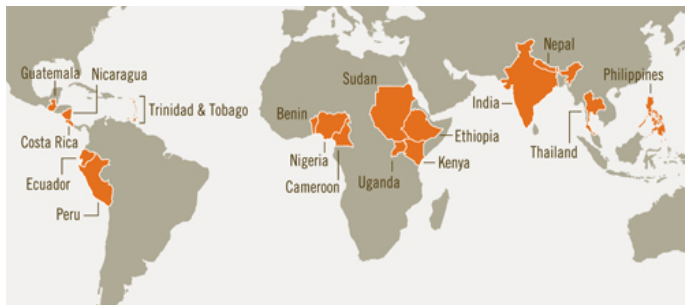 Guatemala
Nicaragua
Trinidad & Tobago
Costa Rica
Ecuador
Peru
Sudan
Benin
Nigeria
Cameroon
Uganda
Ethiopia
Kenya
Nepal
India
Thailand
Philippines